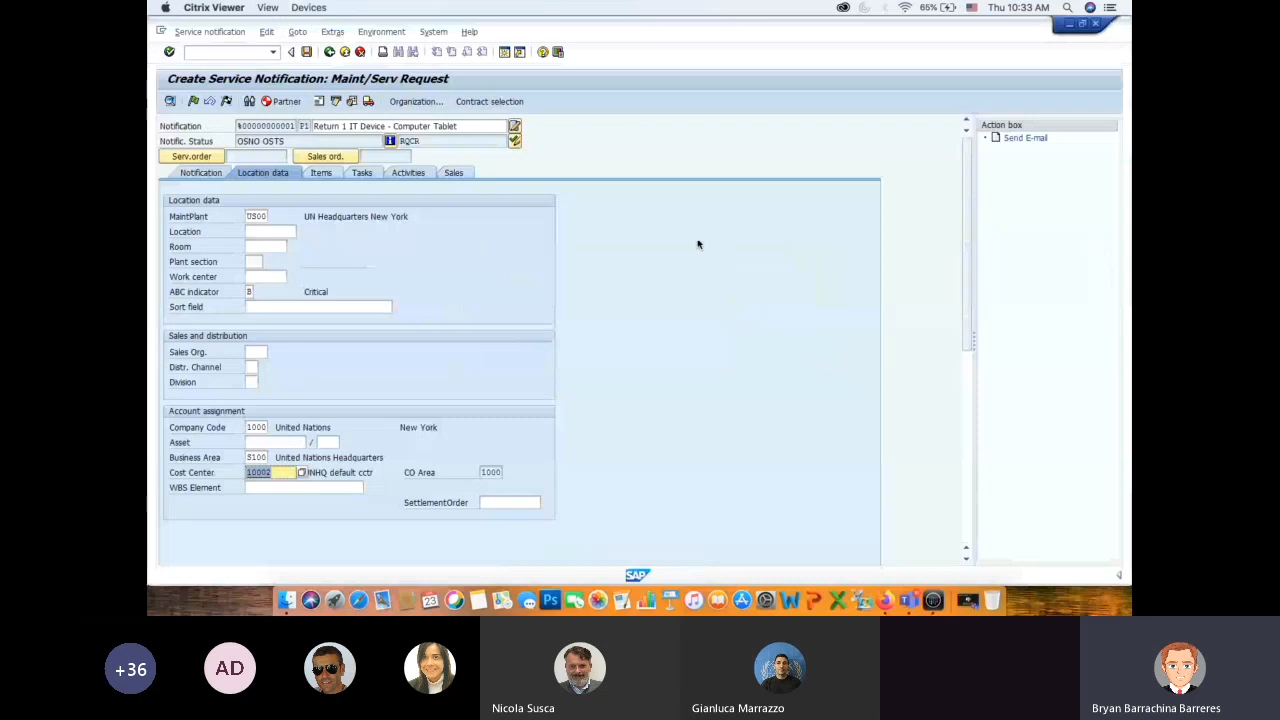 Citrix Viewer View Devices 65% Thu 10:33 AM
Service notification Edit Goto Extras Environment System Help
Create Service Notification: Maint/Serv Request
Partner Organization... Contract selection
Notification %00000000001 P1 Return 1 IT Device - Computer Tablet
Notific. Status OSNO OSTS RQCR
Serv.order Sales ord.
Notification Location data Items Tasks Activities Sales
Location data
MaintPlant US00 UN Headquarters New York
Location
Room
Plant section
Work center
ABC indicator B Critical
Sort field
Sales and distribution
Sales Org.
Distr. Channel
Division
Account assignment
Company Code 1000 United Nations New York
Asset /
Business Area S100 United Nations Headquarters
Cost Center 10002 NHQ default cctr CO Area 1000
WBS Element
SettlementOrder
Action box
Send E-mail
SAP
23
+36
AD
Nicola Susca
Gianluca Marrazzo
Bryan Barrachina Barreres